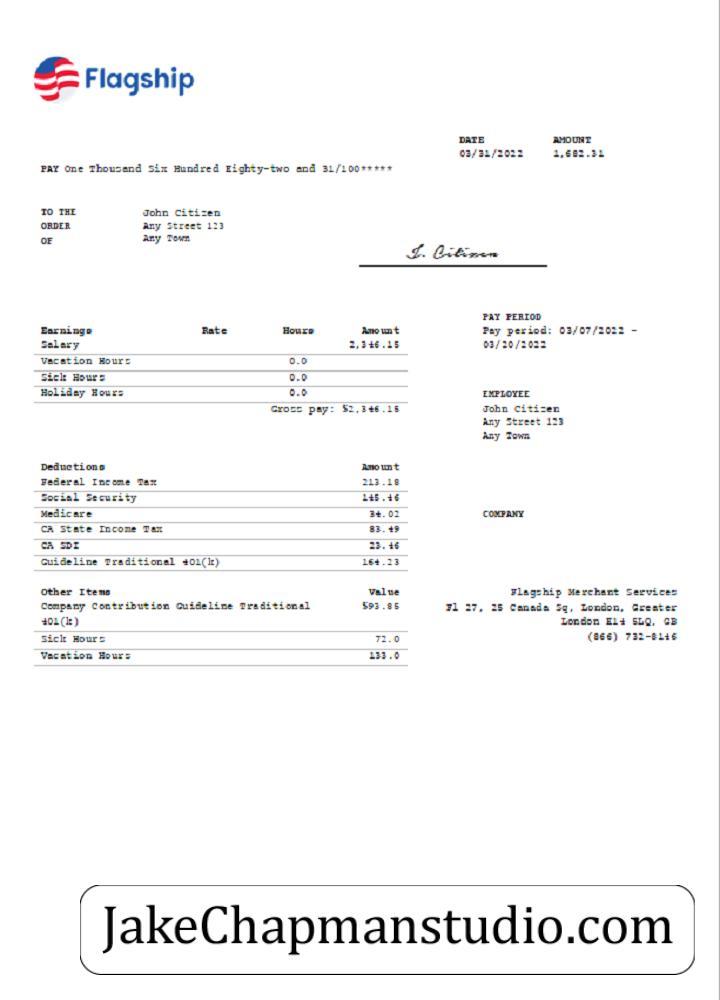 Flagship
DATE AMOUNT
03/31/2022 1,682.31
PAY One Thousand Six Hundred Eighty-two and 31/100*****
TO THE John Citizen
ORDER Any Street 123
OF Any Town
J. Citizen
PAY PERIOD
Earnings Rate Hours Amount Pay period: 03/07/2022 -
Salary 2,346.15 03/20/2022
Vacation Hours 0.0
Sick Hours 0.0
Holiday Hours 0.0 EMPLOYEE
Gross pay: $2,346.15 John Citizen
Any Street 123
Any Town
Deductions Amount
Federal Income Tax 213.18
Social Security 145.46
Medicare 34.02 COMPANY
CA State Income Tax 83.49
CA SDI 23.46
Guideline Traditional 401(k) 164.23
Other Items Value Flagship Merchant Services
Company Contribution Guideline Traditional 593.85 Fl 27, 25 Canada Sq, London, Greater
401(k) London E14 5LQ, GB
Sick Hours 72.0 (866) 732-8146
Vacation Hours 133.0
JakeChapmanstudio.com